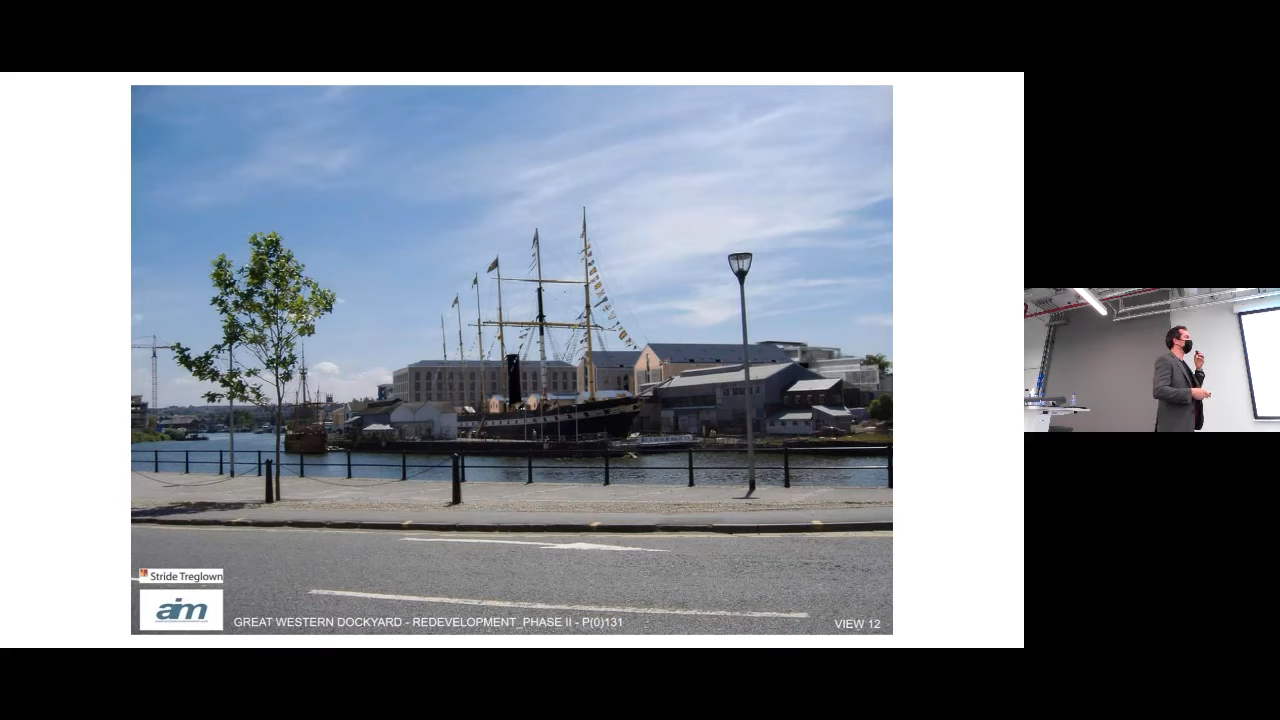 Stride Treglown
aim
GREAT WESTERN DOCKYARD - REDEVELOPMENT_PHASE II - P(0)131
VIEW 12